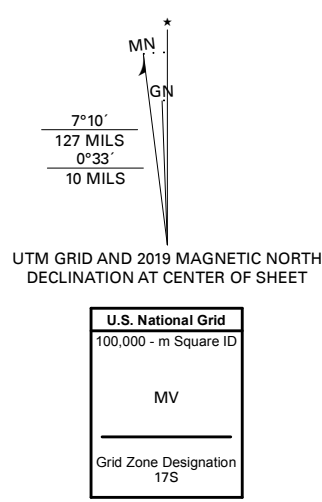 MN
GN
7°10´
127 MILS
0°33´
10 MILS
UTM GRID AND 2019 MAGNETIC NORTH
DECLINATION AT CENTER OF SHEET
U.S. National Grid
100,000 - m Square ID
MV
Grid Zone Designation
17S